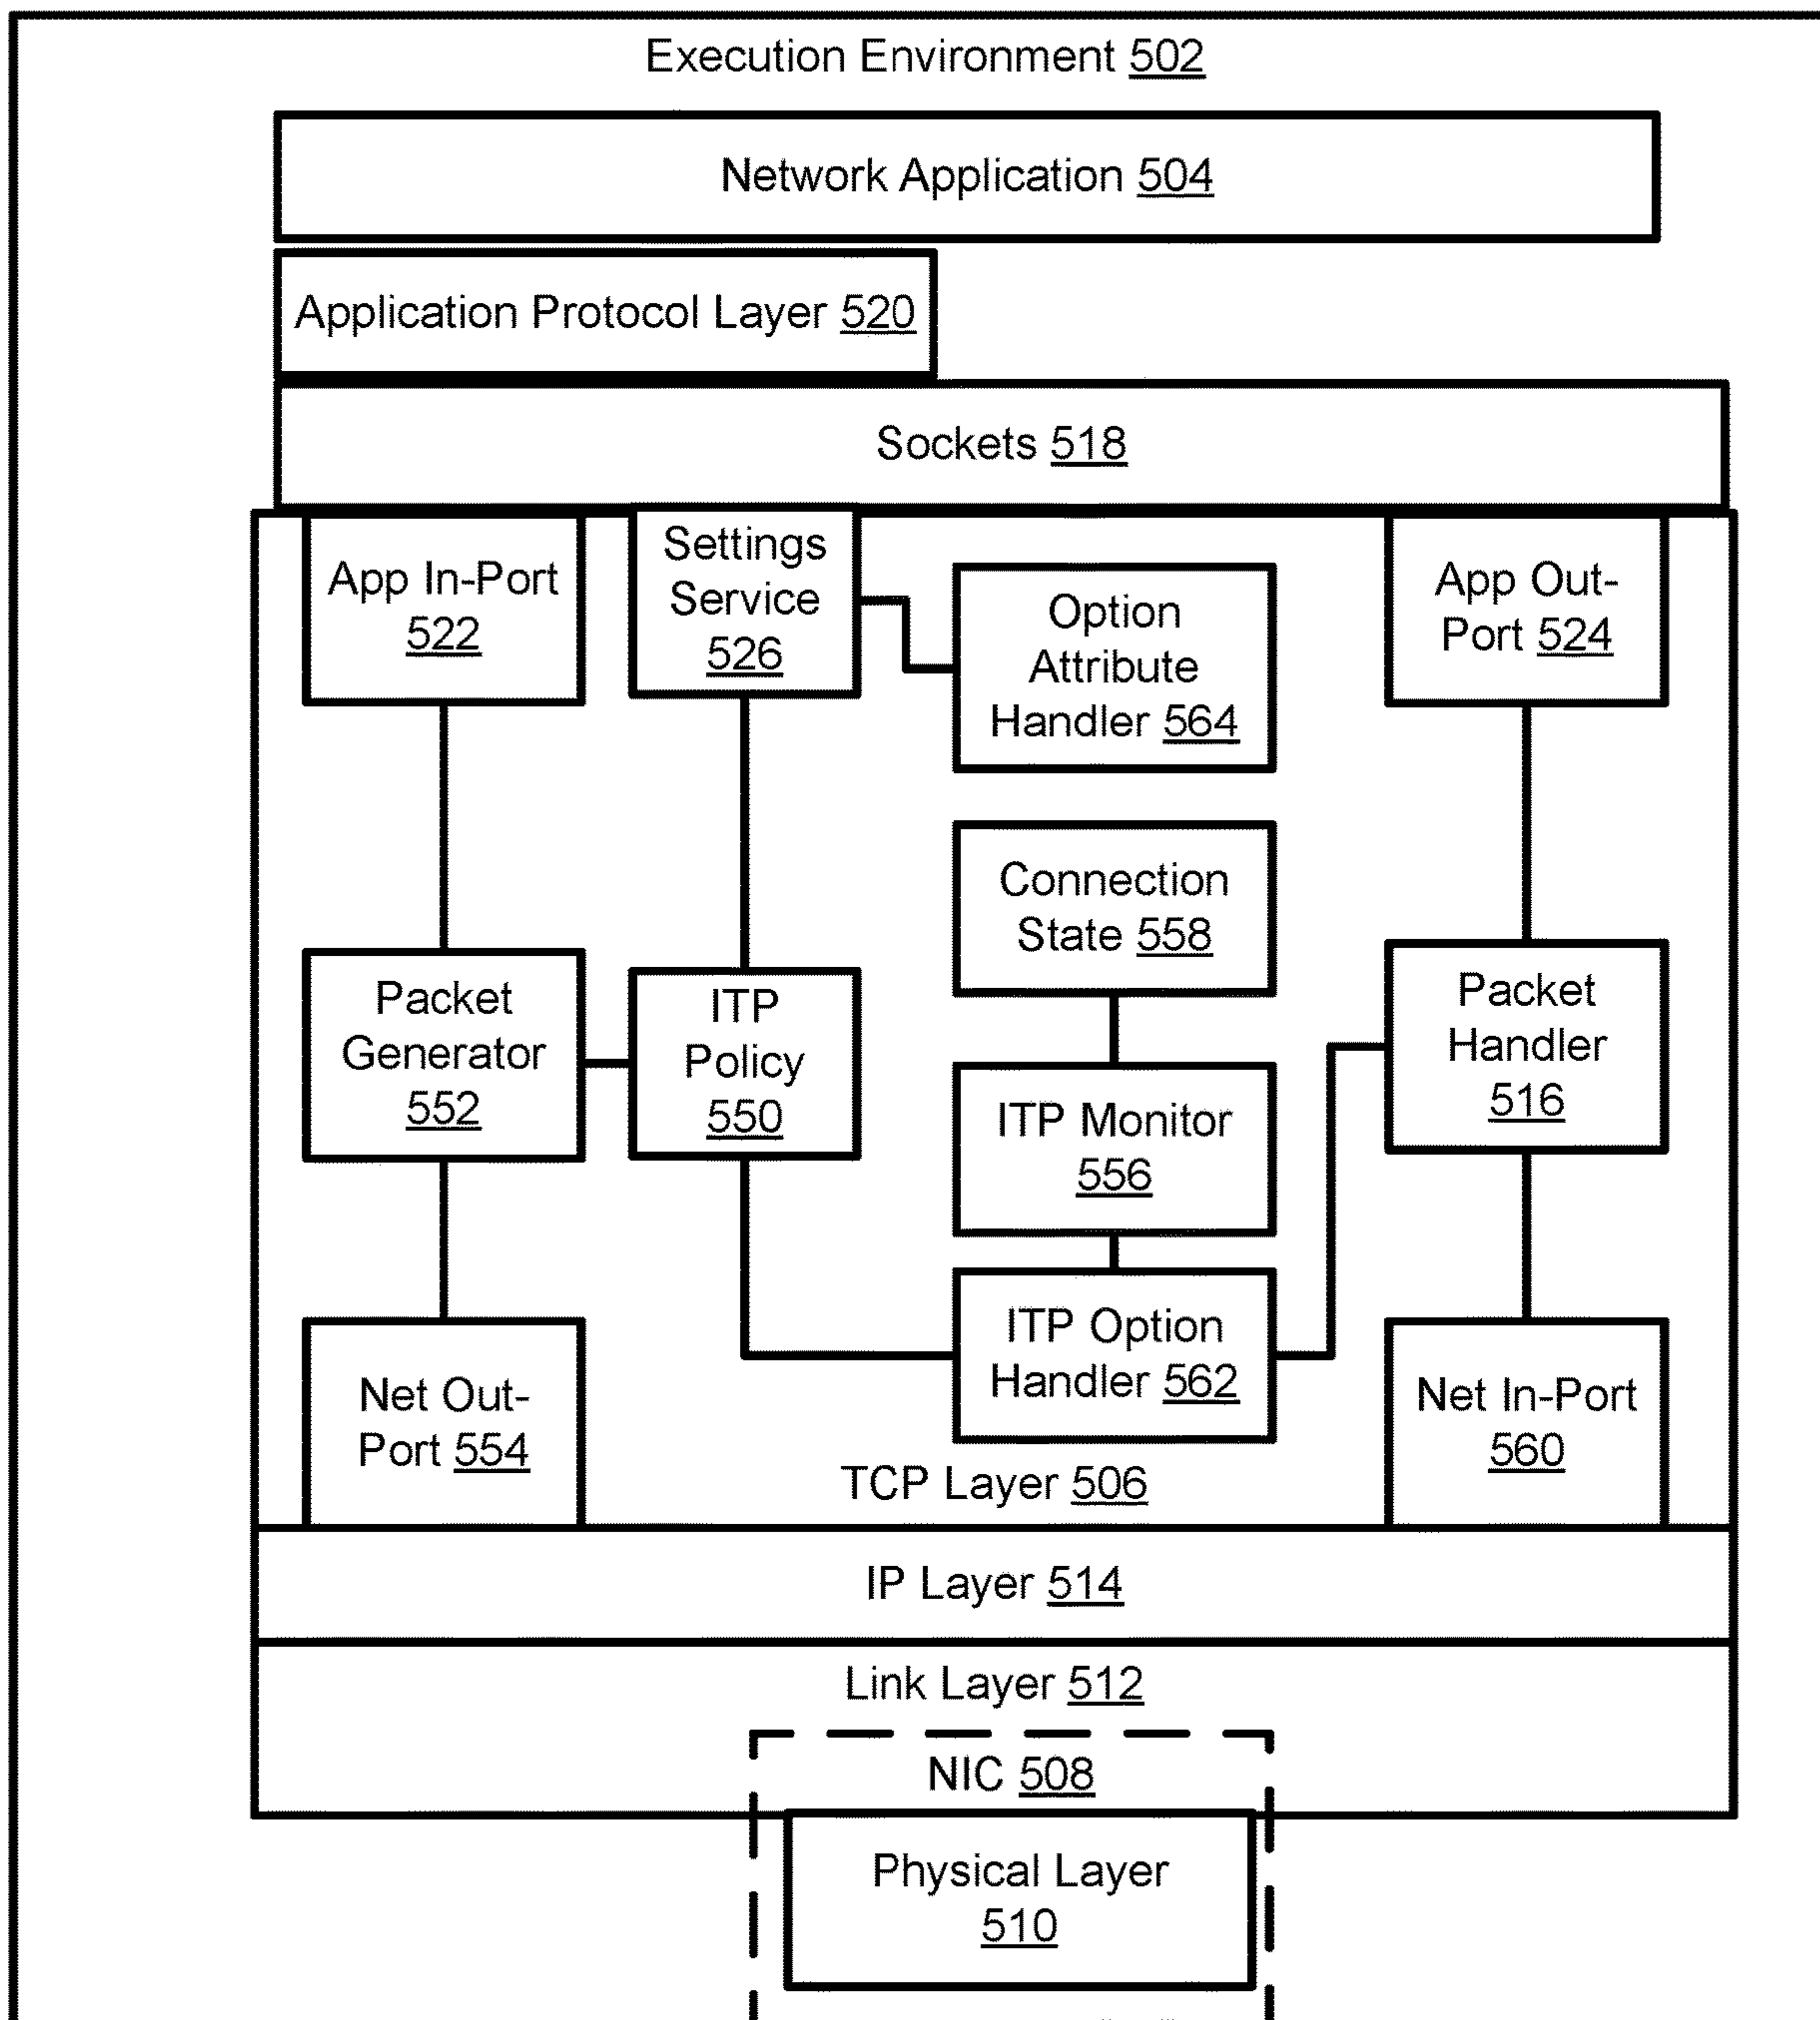 Execution Environment 502
Network Application 504
Application Protocol Layer 520
Sockets 518
App In-Port
522
Settings
Service
526
Option
Attribute
Handler 564
App Out-
Port 524
Connection
State 558
Packet
Generator
552
ITP
Policy
550
Packet
Handler
516
ITP Monitor
556
ITP Option
Handler 562
Net Out-
Port 554
Net In-Port
560
TCP Layer 506
IP Layer 514
Link Layer 512
NIC 508
Physical Layer
510